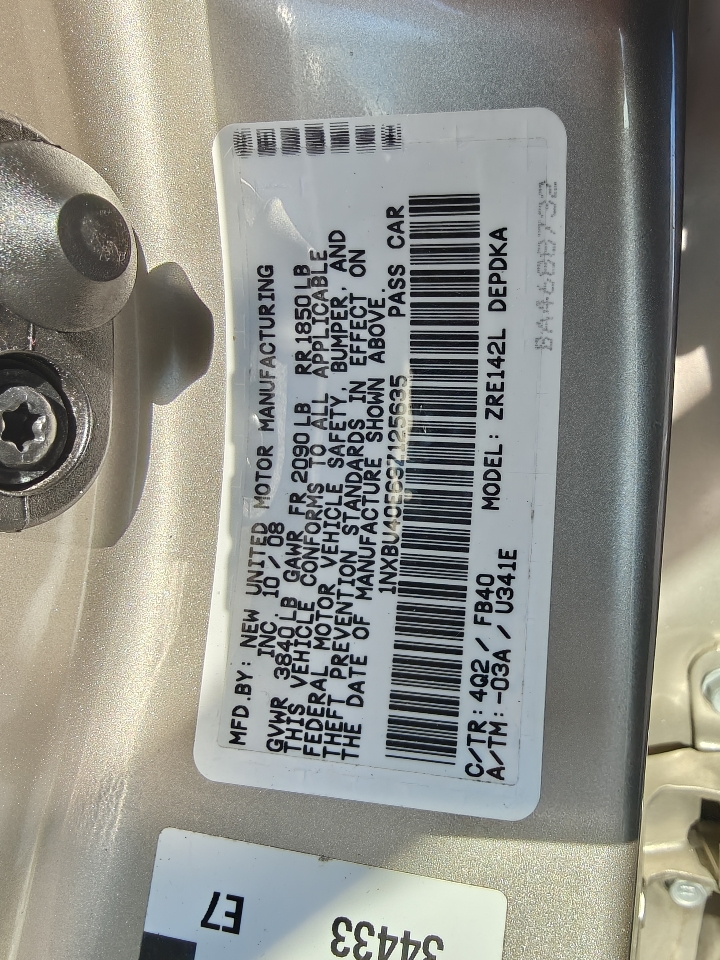 MFD.BY: NEW UNITED MOTOR MANUFACTURING
INC. 10/08
GVWR 3840LB GAWR FR 2090LB RR1850LB
THIS VEHICLE CONFORMS TO ALL APPLICABLE
FEDERAL MOTOR VEHICLE SAFETY, BUMPER, AND
THEFT PREVENTION STANDARDS IN EFFECT ON
THE DATE OF MANUFACTURE SHOWN ABOVE.
PASS CAR
C/TR: 4Q2 / FB40
A/TM: -03A / U341E MODEL: ZRE142L DEPDKA
BA4688732
E7
34433